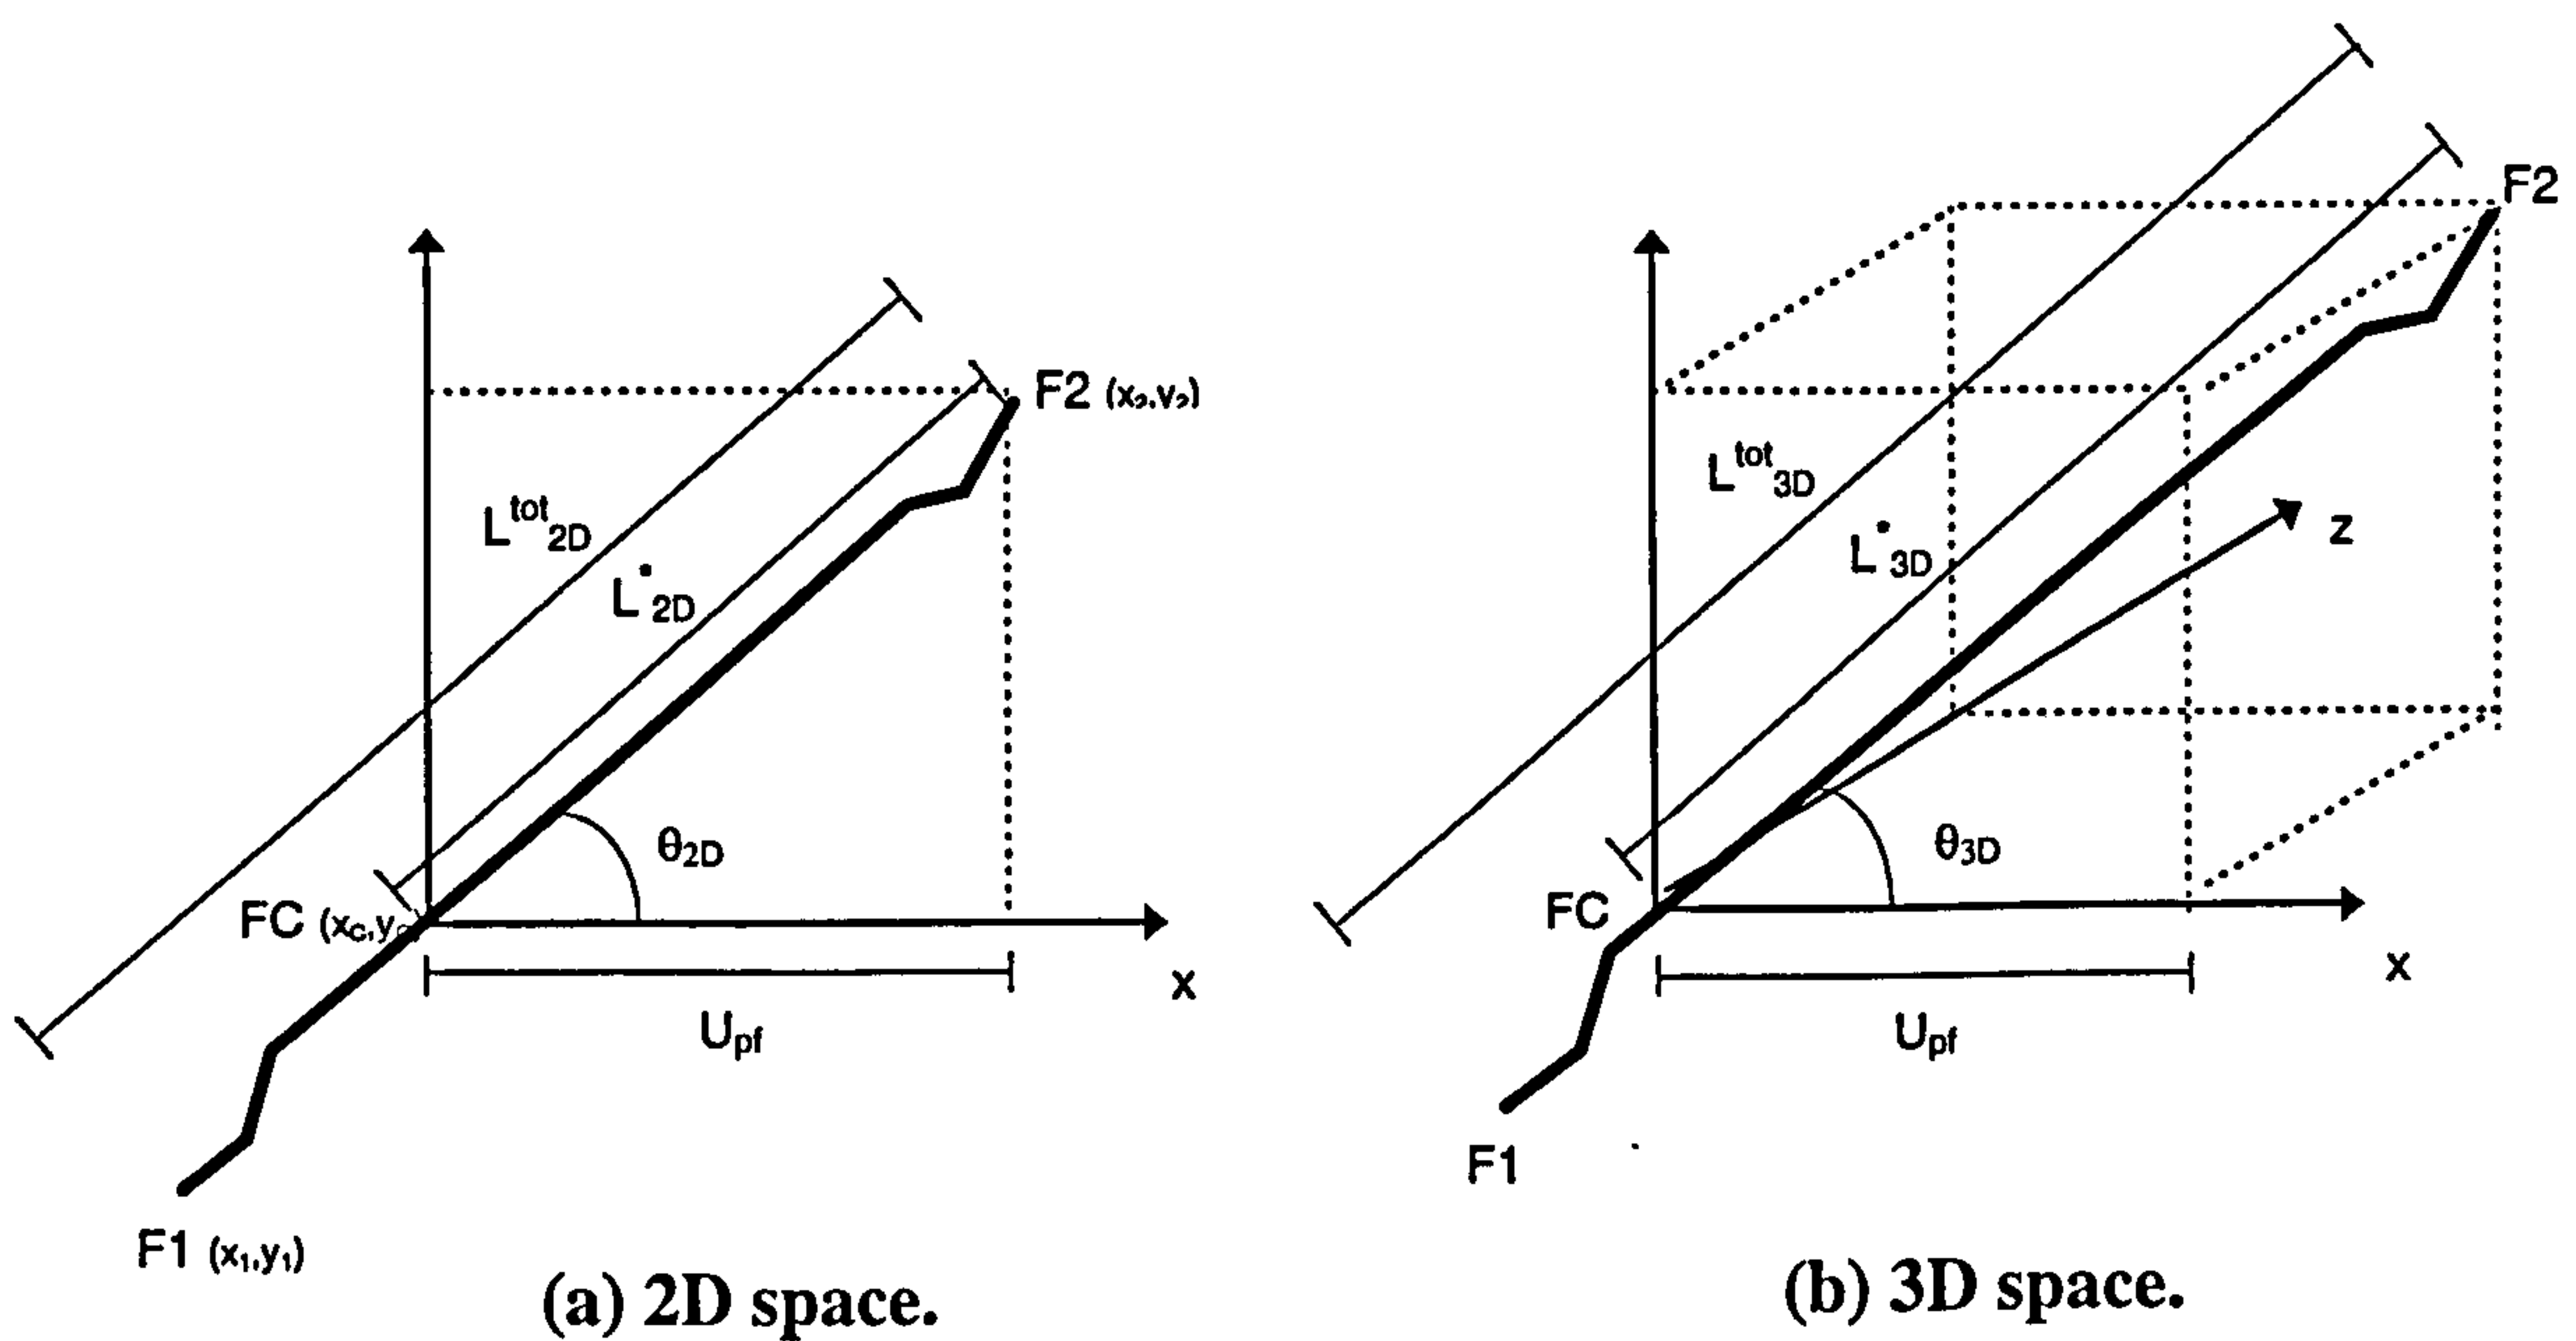 F2 (x₂,y₂)
L^tot_2D
L^•_2D
θ2D
FC (xC,yC)
x
Upf
F1 (x₁,y₁)
(a) 2D space.
F2
L^tot_3D
L^•_3D
z
θ3D
FC
x
Upf
F1
(b) 3D space.